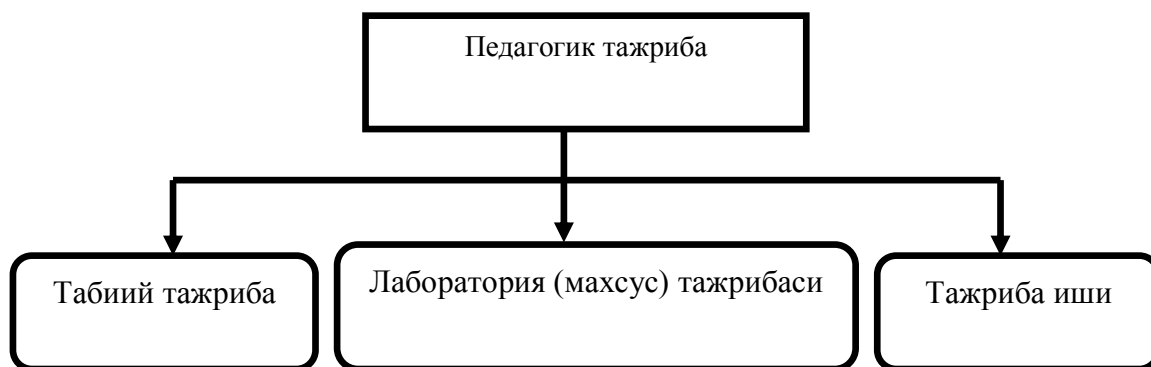 Педагогик тажриба
Табиий тажриба
Лаборатория (махсус) тажрибаси
Тажриба иши